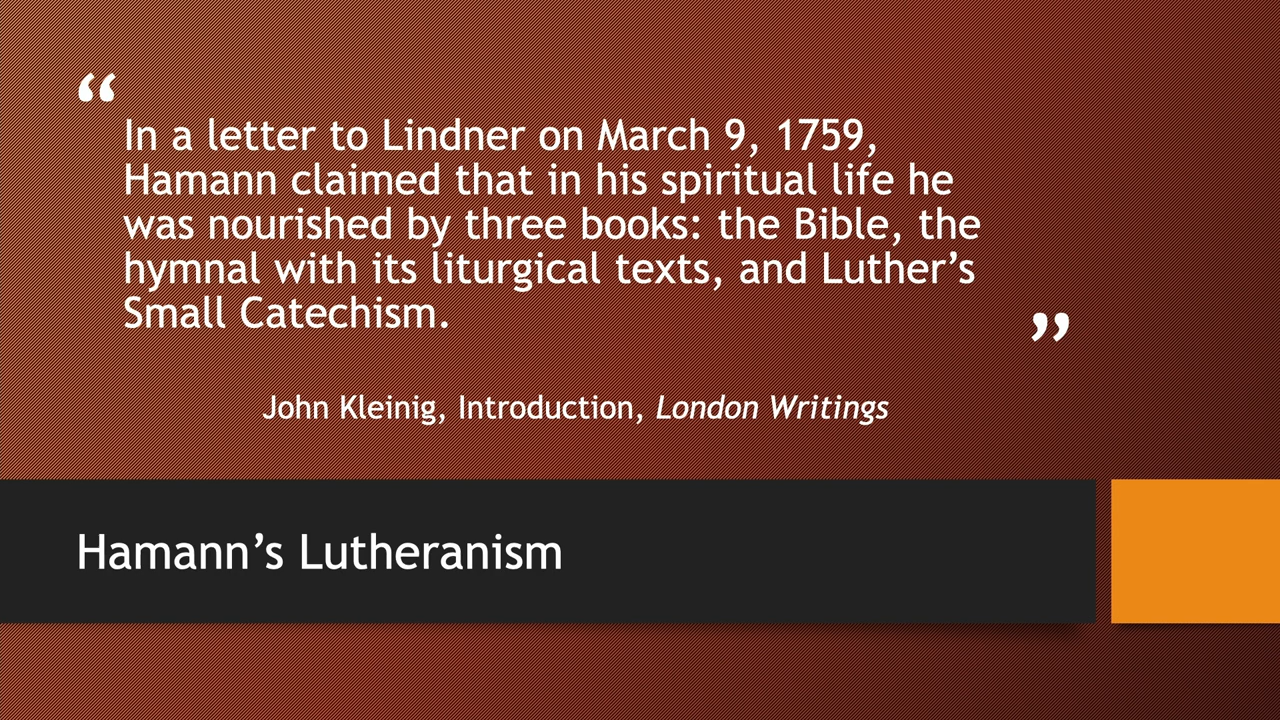 “
In a letter to Lindner on March 9, 1759,
Hamann claimed that in his spiritual life he
was nourished by three books: the Bible, the
hymnal with its liturgical texts, and Luther’s
Small Catechism.
”
John Kleinig, Introduction, London Writings
Hamann’s Lutheranism